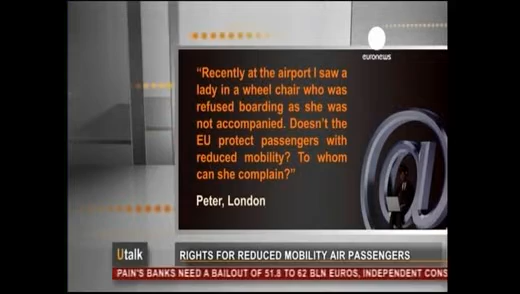 euronews
“Recently at the airport I saw a
lady in a wheel chair who was
refused boarding as she was
not accompanied. Doesn’t the
EU protect passengers with
reduced mobility? To whom
can she complain?”
Peter, London
@
Utalk
RIGHTS FOR REDUCED MOBILITY AIR PASSENGERS
PAIN'S BANKS NEED A BAILOUT OF 51.8 TO 62 BLN EUROS, INDEPENDENT CONS